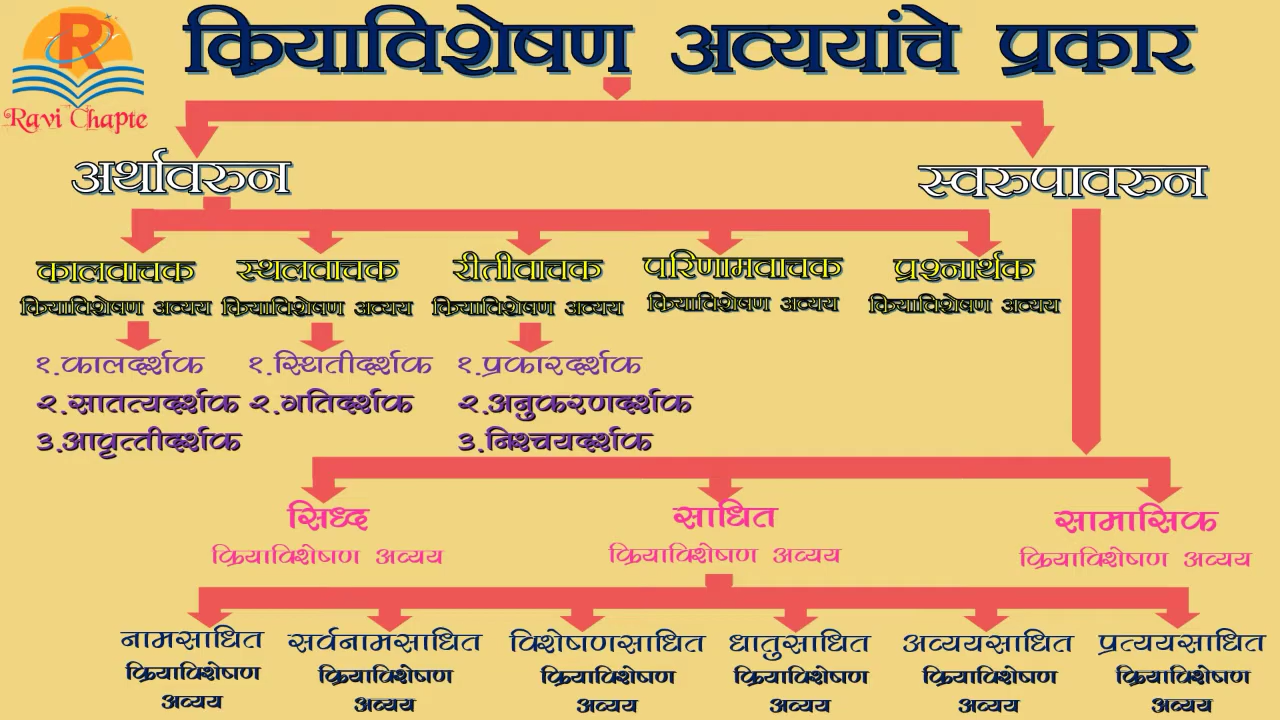 क्रियाविशेषण अव्ययांचे प्रकार
R
Ravi Chapte
अर्थावरुन
स्वरुपावरुन
कालवाचक
क्रियाविशेषण अव्यय
स्थलवाचक
क्रियाविशेषण अव्यय
रीतीवाचक
क्रियाविशेषण अव्यय
परिणामवाचक
क्रियाविशेषण अव्यय
प्रश्नार्थक
क्रियाविशेषण अव्यय
१.कालदर्शक
२.सातत्यदर्शक
३.आवृत्तीदर्शक
१.स्थितीदर्शक
२.गतिदर्शक
१.प्रकारदर्शक
२.अनुकरणदर्शक
३.निश्चयदर्शक
सिध्द
क्रियाविशेषण अव्यय
साधित
क्रियाविशेषण अव्यय
सामासिक
क्रियाविशेषण अव्यय
नामसाधित
क्रियाविशेषण
अव्यय
सर्वनामसाधित
क्रियाविशेषण
अव्यय
विशेषणसाधित
क्रियाविशेषण
अव्यय
धातुसाधित
क्रियाविशेषण
अव्यय
अव्ययसाधित
क्रियाविशेषण
अव्यय
प्रत्ययसाधित
क्रियाविशेषण
अव्यय